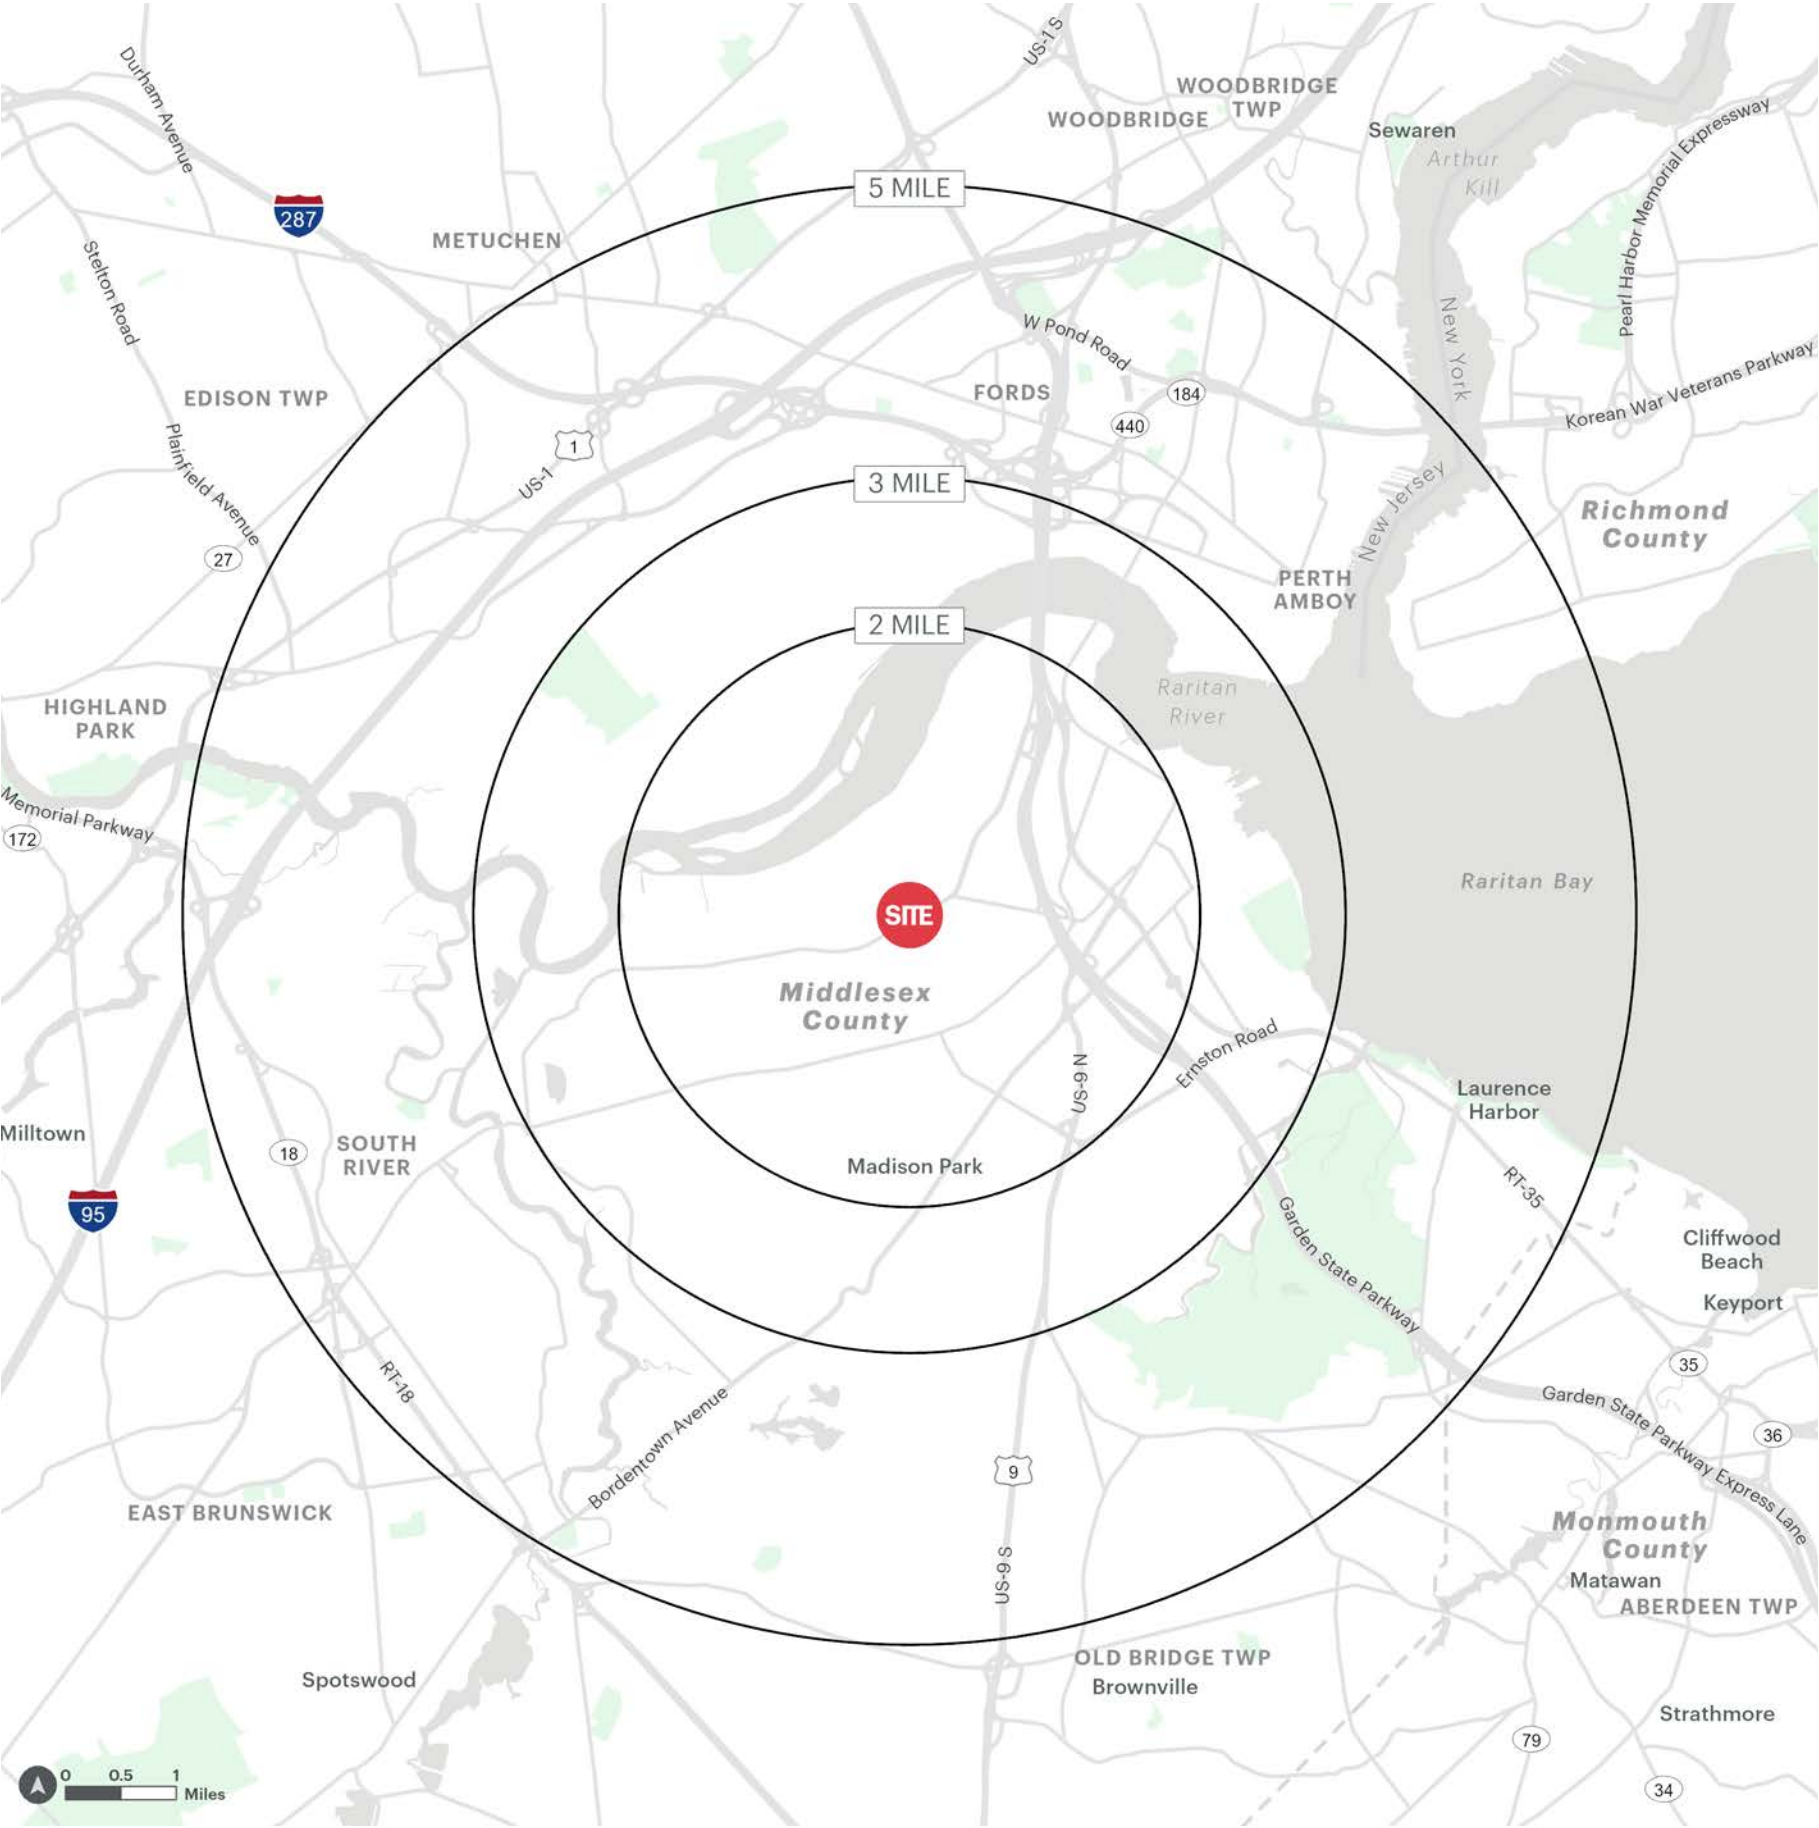 US-1 S
Durham Avenue
WOODBRIDGE
TWP
WOODBRIDGE
Sewaren
Arthur
Kill
Pearl Harbor Memorial Expressway
5 MILE
287
METUCHEN
Stelton Road
New York
W Pond Road
Korean War Veterans Parkway
EDISON TWP
FORDS
184
440
1
US-1
Plainfield Avenue
3 MILE
New Jersey
Richmond
County
27
PERTH
AMBOY
2 MILE
Raritan
River
HIGHLAND
PARK
Memorial Parkway
172
Raritan Bay
SITE
Middlesex
County
Ernston Road
US-9 N
Laurence
Harbor
Milltown
SOUTH
RIVER
18
Madison Park
RT-35
95
Garden State Parkway
Cliffwood
Beach
Keyport
35
RT-18
Bordentown Avenue
Garden State Parkway Express Lane
36
9
EAST BRUNSWICK
Monmouth
County
US-9 S
Matawan
ABERDEEN TWP
OLD BRIDGE TWP
Brownville
Spotswood
Strathmore
79
34
0 0.5 1
Miles